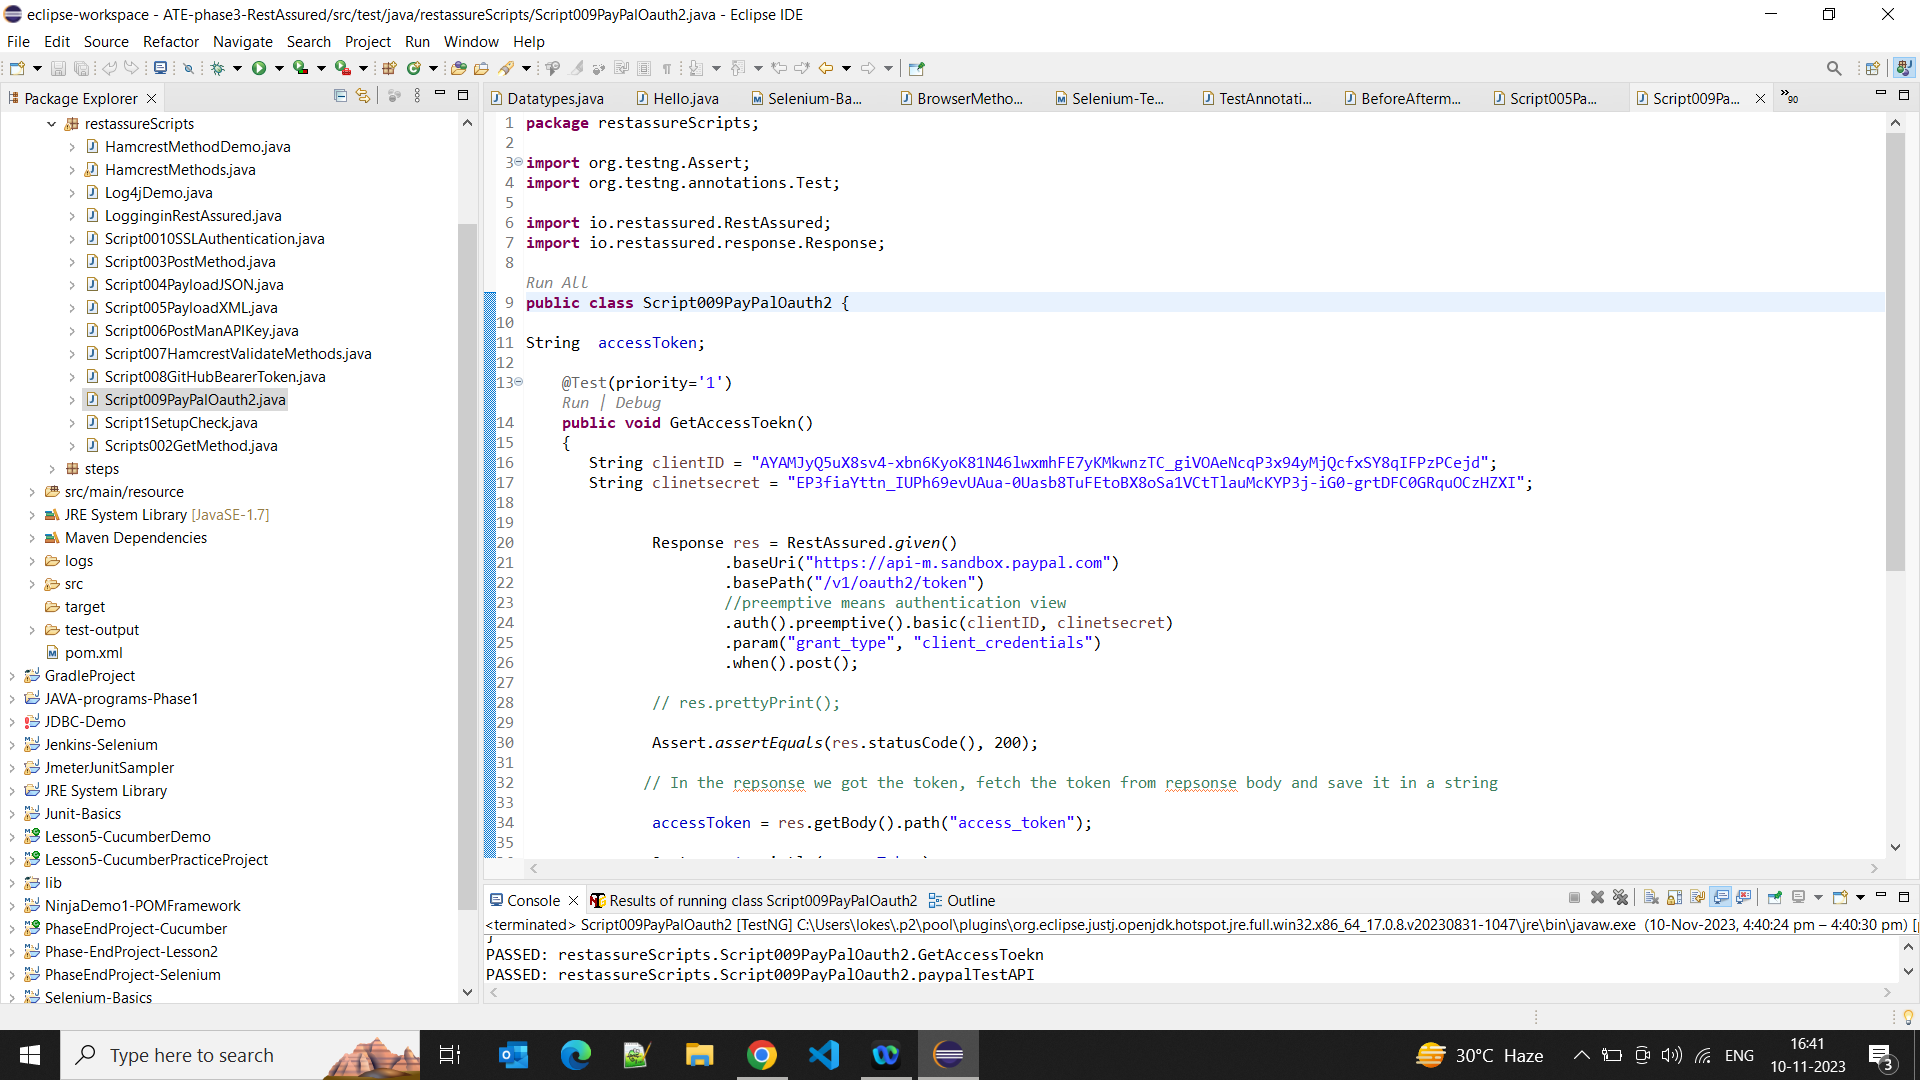 eclipse-workspace - ATE-phase3-RestAssured/src/test/java/restassureScripts/Script009PayPalOauth2.java - Eclipse IDE
File Edit Source Refactor Navigate Search Project Run Window Help
Package Explorer
restassureScripts
HamcrestMethodDemo.java
HamcrestMethods.java
Log4jDemo.java
LogginginRestAssured.java
Script0010SSLAuthentication.java
Script003PostMethod.java
Script004PayloadJSON.java
Script005PayloadXML.java
Script006PostManAPIKey.java
Script007HamcrestValidateMethods.java
Script008GitHubBearerToken.java
Script009PayPalOauth2.java
Script1SetupCheck.java
Scripts002GetMethod.java
steps
src/main/resource
JRE System Library [JavaSE-1.7]
Maven Dependencies
logs
src
target
test-output
pom.xml
GradleProject
JAVA-programs-Phase1
JDBC-Demo
Jenkins-Selenium
JmeterJunitSampler
JRE System Library
Junit-Basics
Lesson5-CucumberDemo
Lesson5-CucumberPracticeProject
lib
NinjaDemo1-POMFramework
PhaseEndProject-Cucumber
Phase-EndProject-Lesson2
PhaseEndProject-Selenium
Selenium-Basics
Datatypes.java Hello.java Selenium-Ba... BrowserMetho... Selenium-Te... TestAnnotati... BeforeAfterm... Script005Pa... Script009Pa... »90
1 package restassureScripts;
2
3 import org.testng.Assert;
4 import org.testng.annotations.Test;
5
6 import io.restassured.RestAssured;
7 import io.restassured.response.Response;
8
Run All
9 public class Script009PayPalOauth2 {
10
11 String  accessToken;
12
13 @Test(priority='1')
Run | Debug
14 public void GetAccessToekn()
15 {
16 String clientID = "AYAMJyQ5uX8sv4-xbn6KyoK81N46lwxmhFE7yKMkwnzTC_giVOAeNcqP3x94yMjQcfxSY8qIFPzPCejd";
17 String clinetsecret = "EP3fiaYttn_IUPh69evUAua-0Uasb8TuFEtoBX8oSa1VCtTlauMcKYP3j-iG0-grtDFC0GRquOCzHZXI";
18
19
20 Response res = RestAssured.given()
21 .baseUri("https://api-m.sandbox.paypal.com")
22 .basePath("/v1/oauth2/token")
23 //preemptive means authentication view
24 .auth().preemptive().basic(clientID, clinetsecret)
25 .param("grant_type", "client_credentials")
26 .when().post();
27
28 // res.prettyPrint();
29
30 Assert.assertEquals(res.statusCode(), 200);
31
32 // In the repsonse we got the token, fetch the token from repsonse body and save it in a string
33
34 accessToken = res.getBody().path("access_token");
35
Console Results of running class Script009PayPalOauth2 Outline
<terminated> Script009PayPalOauth2 [TestNG] C:\Users\lokes\.p2\pool\plugins\org.eclipse.justj.openjdk.hotspot.jre.full.win32.x86_64_17.0.8.v20230831-1047\jre\bin\javaw.exe (10-Nov-2023, 4:40:24 pm – 4:40:30 pm) [
PASSED: restassureScripts.Script009PayPalOauth2.GetAccessToekn
PASSED: restassureScripts.Script009PayPalOauth2.paypalTestAPI
Type here to search
30°C Haze
ENG
16:41
10-11-2023
3